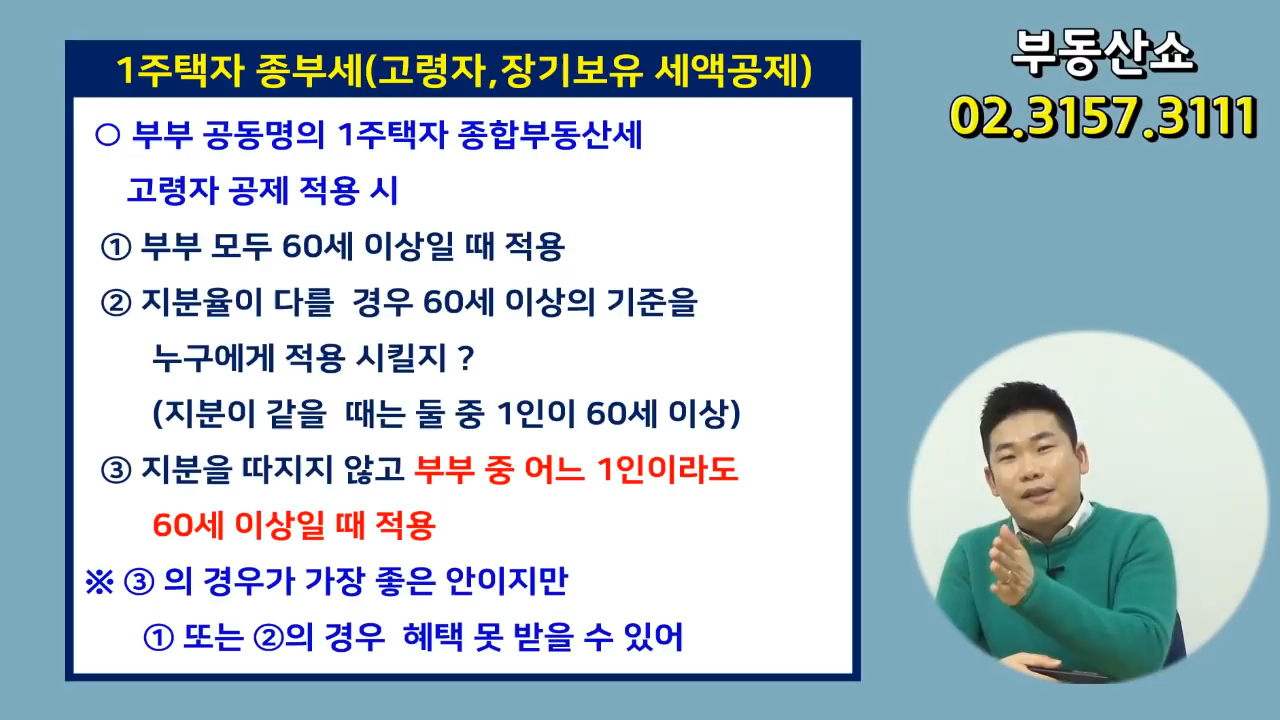 1주택자 종부세(고령자,장기보유 세액공제)
부동산쇼
02.3157.3111
○ 부부 공동명의 1주택자 종합부동산세
고령자 공제 적용 시
① 부부 모두 60세 이상일 때 적용
② 지분율이 다를 경우 60세 이상의 기준을
누구에게 적용 시킬지 ?
(지분이 같을 때는 둘 중 1인이 60세 이상)
③ 지분을 따지지 않고 부부 중 어느 1인이라도
60세 이상일 때 적용
※ ③ 의 경우가 가장 좋은 안이지만
① 또는 ②의 경우 혜택 못 받을 수 있어